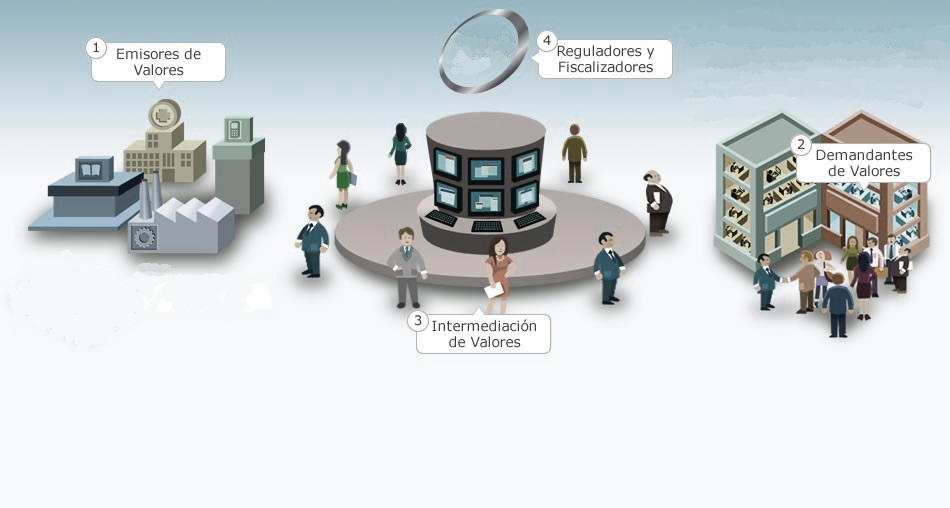 1
Emisores de
Valores
4
Reguladores y
Fiscalizadores
2
Demandantes
de Valores
3
Intermediación
de Valores